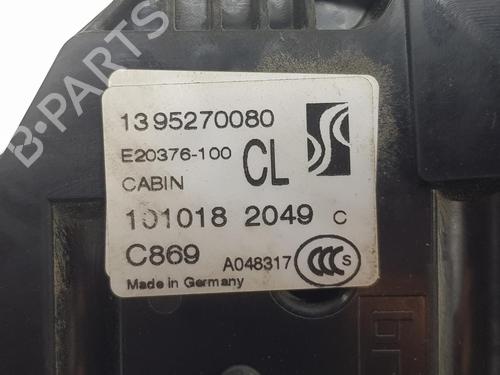 B-PARTS
1395270080
E20376-100 CL
CABIN
101018 2049 C
C869 A048317 CCC S
Made in Germany